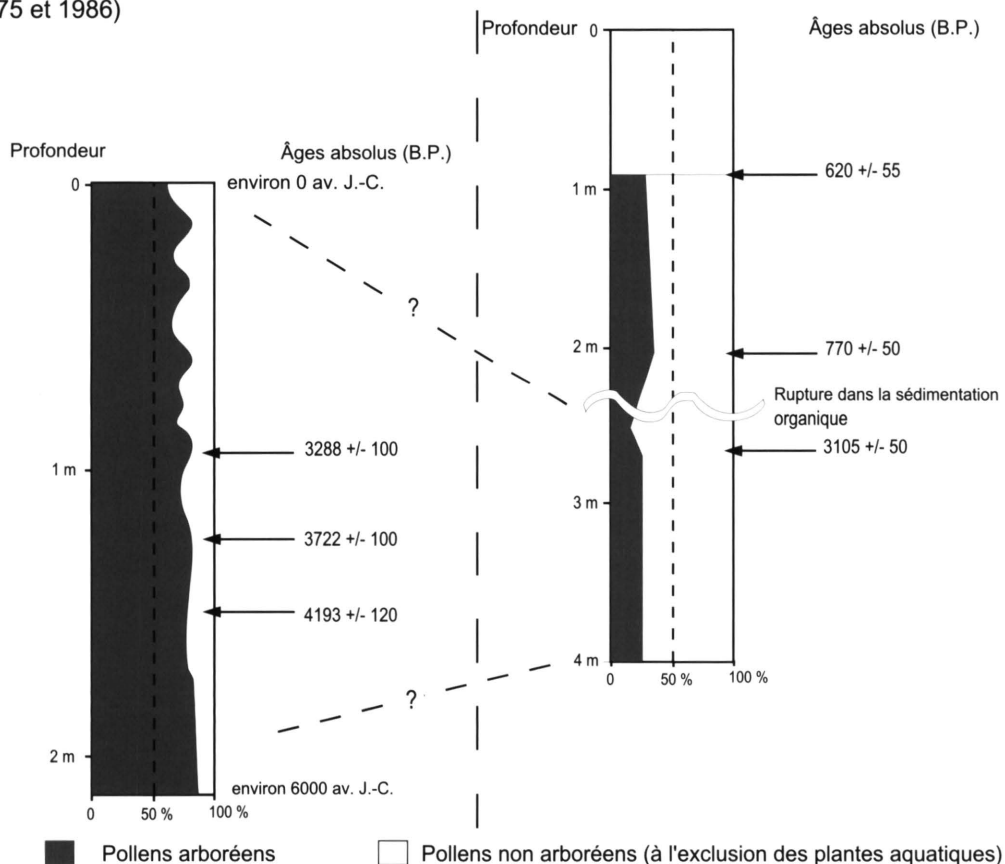 75 et 1986)
Profondeur
Âges absolus (B.P.)
0
environ 0 av. J.-C.
?
3288 +/- 100
1 m
3722 +/- 100
4193 +/- 120
?
2 m
environ 6000 av. J.-C.
0
50 %
100 %
Profondeur
0
Âges absolus (B.P.)
620 +/- 55
1 m
2 m
770 +/- 50
Rupture dans la sédimentation
organique
3105 +/- 50
3 m
4 m
0
50 %
100 %
Pollens arboréens
Pollens non arboréens (à l'exclusion des plantes aquatiques)